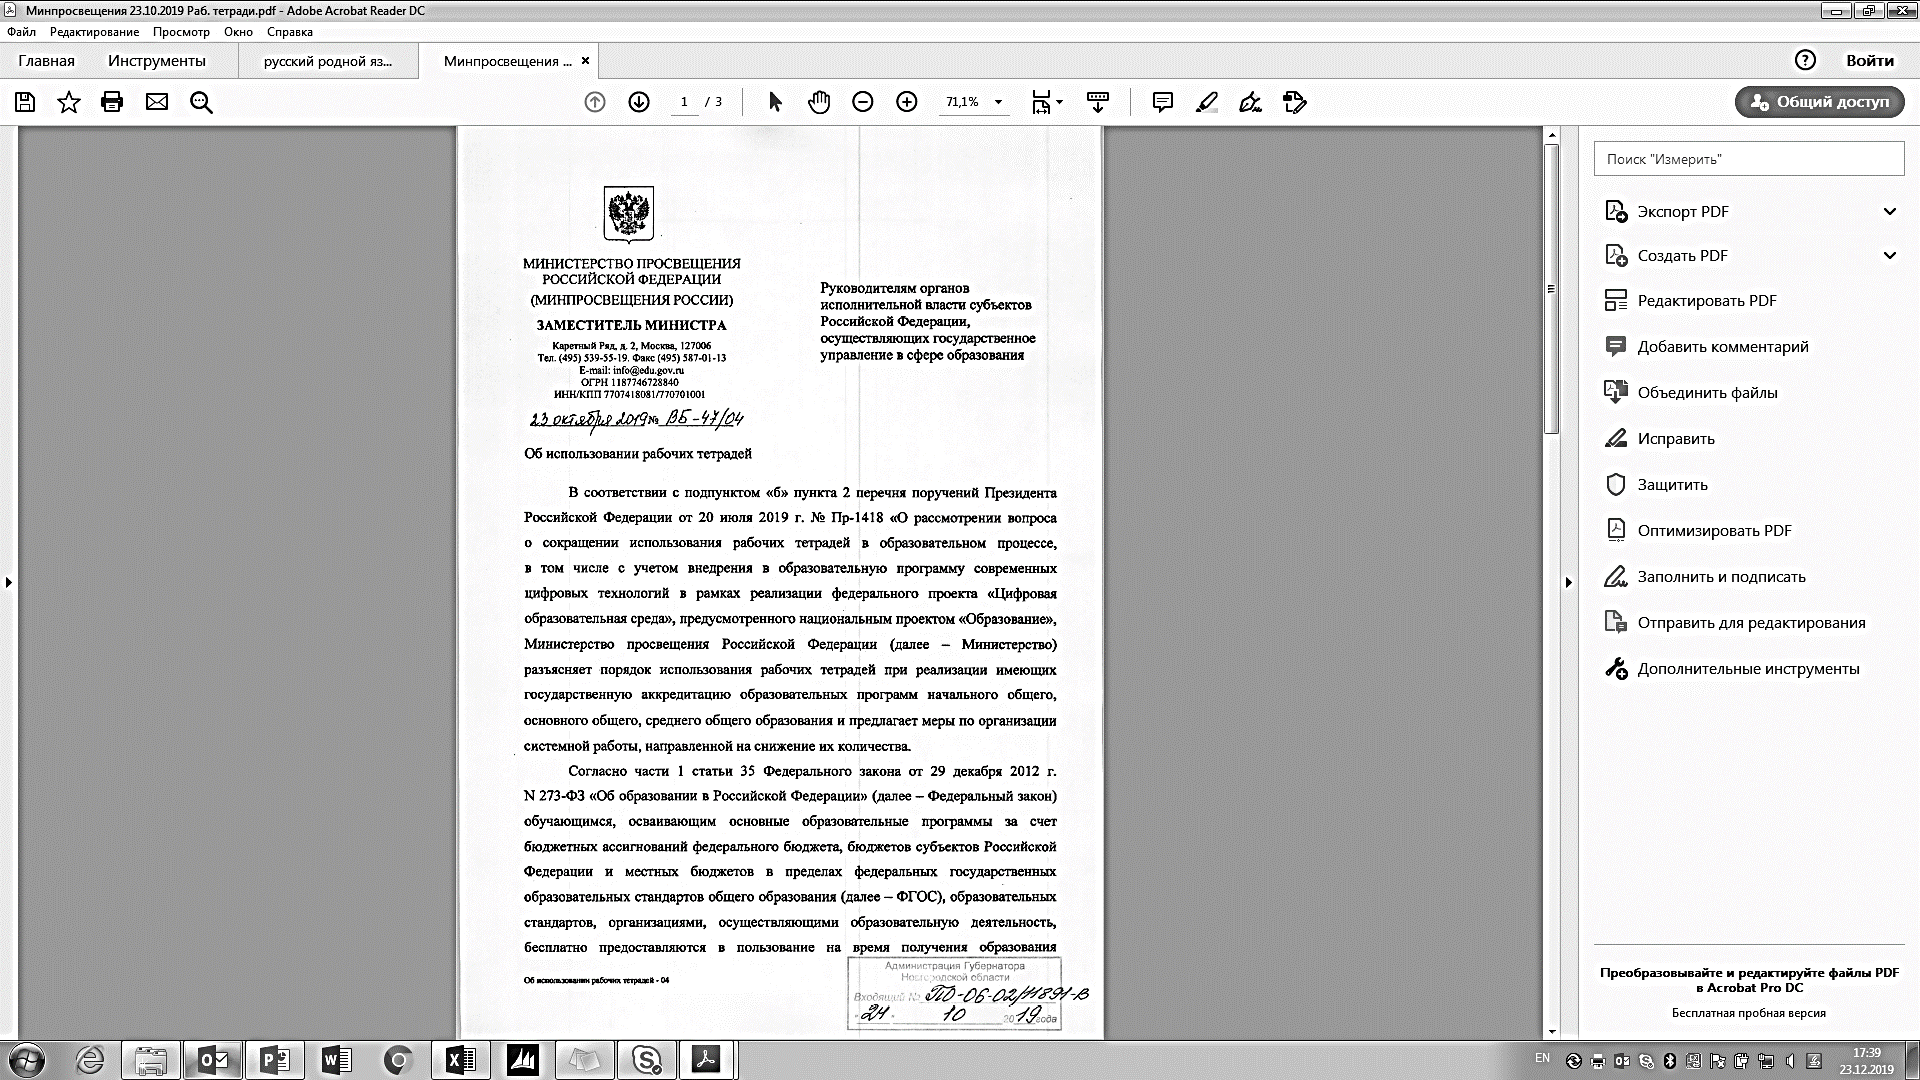 Минпросвещения 23.10.2019 Раб. тетради.pdf - Adobe Acrobat Reader DC
Файл Редактирование Просмотр Окно Справка
Главная Инструменты русский родной яз... Минпросвещения ... ×
Войти
1 / 3 71,1%
Общий доступ
МИНИСТЕРСТВО ПРОСВЕЩЕНИЯ
РОССИЙСКОЙ ФЕДЕРАЦИИ
(МИНПРОСВЕЩЕНИЯ РОССИИ)
ЗАМЕСТИТЕЛЬ МИНИСТРА
Каретный Ряд, д. 2, Москва, 127006
Тел. (495) 539-55-19. Факс (495) 587-01-13
E-mail: info@edu.gov.ru
ОГРН 1187746728840
ИНН/КПП 7707418081/770701001
23 октября 2019 № ВБ-47/04
Руководителям органов
исполнительной власти субъектов
Российской Федерации,
осуществляющих государственное
управление в сфере образования
Об использовании рабочих тетрадей
В соответствии с подпунктом «б» пункта 2 перечня поручений Президента
Российской Федерации от 20 июля 2019 г. № Пр-1418 «О рассмотрении вопроса
о сокращении использования рабочих тетрадей в образовательном процессе,
в том числе с учетом внедрения в образовательную программу современных
цифровых технологий в рамках реализации федерального проекта «Цифровая
образовательная среда», предусмотренного национальным проектом «Образование»,
Министерство просвещения Российской Федерации (далее – Министерство)
разъясняет порядок использования рабочих тетрадей при реализации имеющих
государственную аккредитацию образовательных программ начального общего,
основного общего, среднего общего образования и предлагает меры по организации
системной работы, направленной на снижение их количества.
Согласно части 1 статьи 35 Федерального закона от 29 декабря 2012 г.
N 273-ФЗ «Об образовании в Российской Федерации» (далее – Федеральный закон)
обучающимся, осваивающим основные образовательные программы за счет
бюджетных ассигнований федерального бюджета, бюджетов субъектов Российской
Федерации и местных бюджетов в пределах федеральных государственных
образовательных стандартов общего образования (далее – ФГОС), образовательных
стандартов, организациями, осуществляющими образовательную деятельность,
бесплатно предоставляются в пользование на время получения образования
Об использовании рабочих тетрадей - 04
Администрация Губернатора
Новгородской области
Входящий № ПО-06-02/11891-В
24 10 2019 года
Поиск "Измерить"
Экспорт PDF
Создать PDF
Редактировать PDF
Добавить комментарий
Объединить файлы
Исправить
Защитить
Оптимизировать PDF
Заполнить и подписать
Отправить для редактирования
Дополнительные инструменты
Преобразовывайте и редактируйте файлы PDF
в Acrobat Pro DC
Бесплатная пробная версия
EN
17:39
23.12.2019